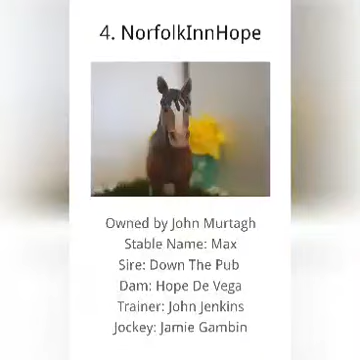 4. NorfolkInnHope
Owned by John Murtagh
Stable Name: Max
Sire: Down The Pub
Dam: Hope De Vega
Trainer: John Jenkins
Jockey: Jamie Gambin